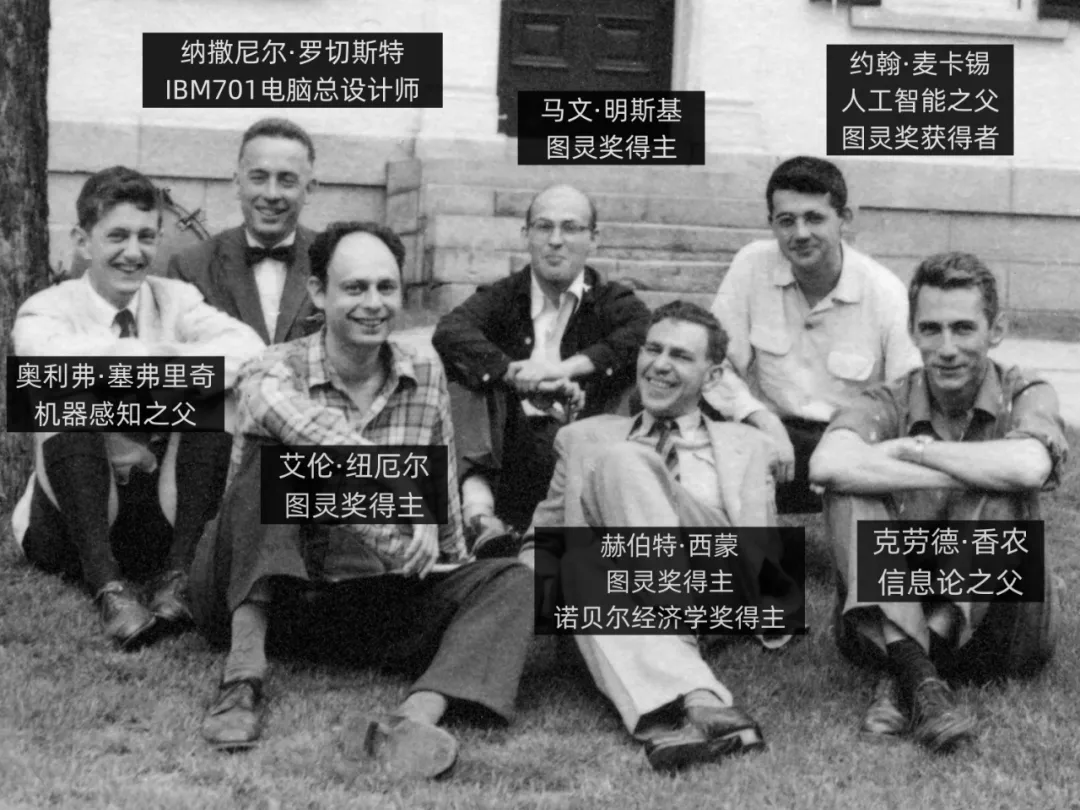 纳撒尼尔·罗切斯特
IBM701电脑总设计师
马文·明斯基
图灵奖得主
约翰·麦卡锡
人工智能之父
图灵奖获得者
奥利弗·塞弗里奇
机器感知之父
艾伦·纽厄尔
图灵奖得主
赫伯特·西蒙
图灵奖得主
诺贝尔经济学奖得主
克劳德·香农
信息论之父